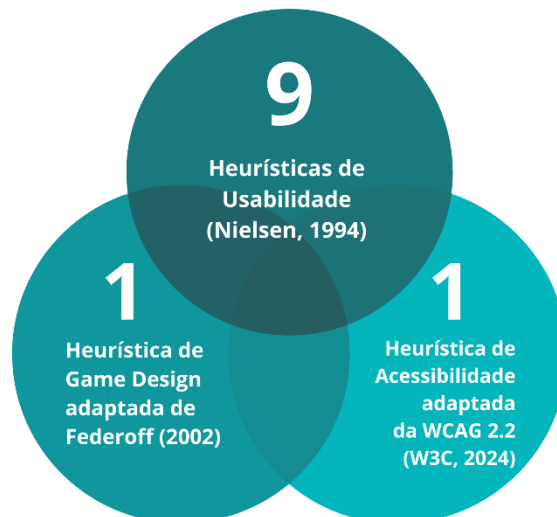 9
Heurísticas de
Usabilidade
(Nielsen, 1994)
1
Heurística de
Game Design
adaptada de
Federoff (2002)
1
Heurística de
Acessibilidade
adaptada
da WCAG 2.2
(W3C, 2024)